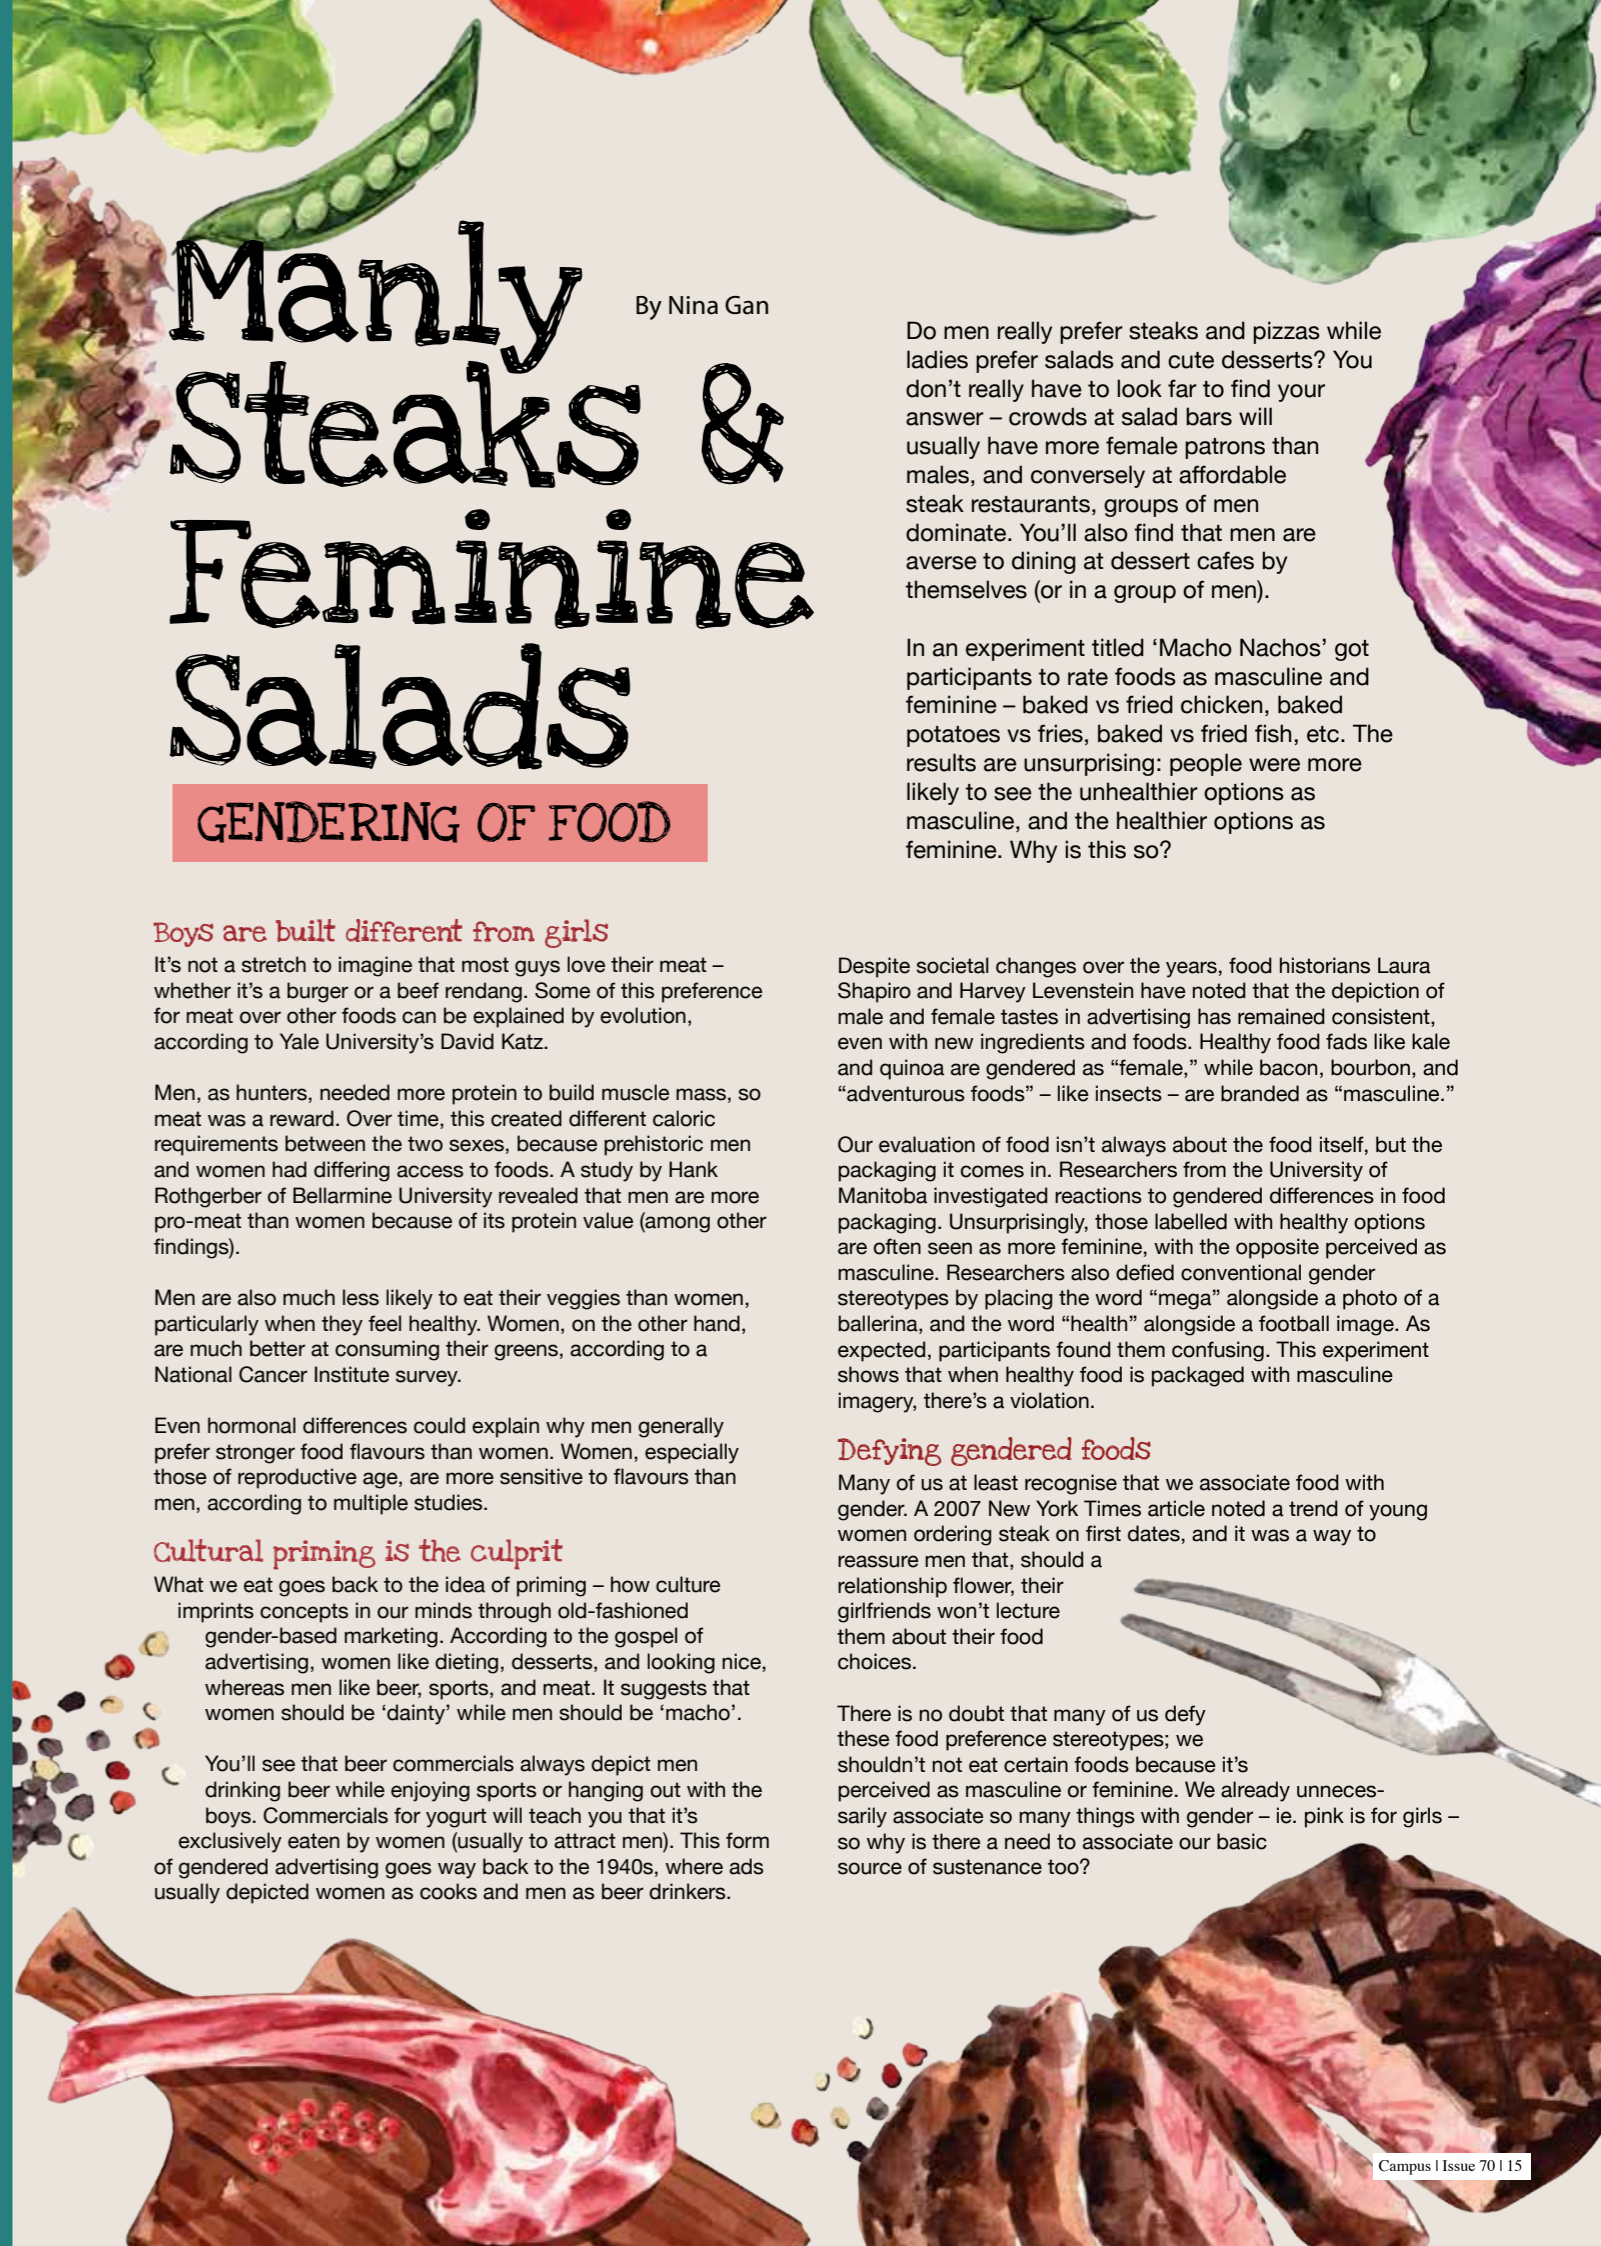 Manly
Steaks &
Feminine
Salads
By Nina Gan
GENDERING OF FOOD
Do men really prefer steaks and pizzas while
ladies prefer salads and cute desserts? You
don't really have to look far to find your
answer – crowds at salad bars will
usually have more female patrons than
males, and conversely at affordable
steak restaurants, groups of men
dominate. You'll also find that men are
averse to dining at dessert cafes by
themselves (or in a group of men).
In an experiment titled 'Macho Nachos' got
participants to rate foods as masculine and
feminine – baked vs fried chicken, baked
potatoes vs fries, baked vs fried fish, etc. The
results are unsurprising: people were more
likely to see the unhealthier options as
masculine, and the healthier options as
feminine. Why is this so?
Boys are built different from girls
It's not a stretch to imagine that most guys love their meat –
whether it's a burger or a beef rendang. Some of this preference
for meat over other foods can be explained by evolution,
according to Yale University's David Katz.
Men, as hunters, needed more protein to build muscle mass, so
meat was a reward. Over time, this created different caloric
requirements between the two sexes, because prehistoric men
and women had differing access to foods. A study by Hank
Rothgerber of Bellarmine University revealed that men are more
pro-meat than women because of its protein value (among other
findings).
Men are also much less likely to eat their veggies than women,
particularly when they feel healthy. Women, on the other hand,
are much better at consuming their greens, according to a
National Cancer Institute survey.
Even hormonal differences could explain why men generally
prefer stronger food flavours than women. Women, especially
those of reproductive age, are more sensitive to flavours than
men, according to multiple studies.
Cultural priming is the culprit
What we eat goes back to the idea of priming – how culture
imprints concepts in our minds through old-fashioned
gender-based marketing. According to the gospel of
advertising, women like dieting, desserts, and looking nice,
whereas men like beer, sports, and meat. It suggests that
women should be 'dainty' while men should be 'macho'.
You'll see that beer commercials always depict men
drinking beer while enjoying sports or hanging out with the
boys. Commercials for yogurt will teach you that it's
exclusively eaten by women (usually to attract men). This form
of gendered advertising goes way back to the 1940s, where ads
usually depicted women as cooks and men as beer drinkers.
Despite societal changes over the years, food historians Laura
Shapiro and Harvey Levenstein have noted that the depiction of
male and female tastes in advertising has remained consistent,
even with new ingredients and foods. Healthy food fads like kale
and quinoa are gendered as "female," while bacon, bourbon, and
"adventurous foods" – like insects – are branded as "masculine."
Our evaluation of food isn't always about the food itself, but the
packaging it comes in. Researchers from the University of
Manitoba investigated reactions to gendered differences in food
packaging. Unsurprisingly, those labelled with healthy options
are often seen as more feminine, with the opposite perceived as
masculine. Researchers also defied conventional gender
stereotypes by placing the word "mega" alongside a photo of a
ballerina, and the word "health" alongside a football image. As
expected, participants found them confusing. This experiment
shows that when healthy food is packaged with masculine
imagery, there's a violation.
Defying gendered foods
Many of us at least recognise that we associate food with
gender. A 2007 New York Times article noted a trend of young
women ordering steak on first dates, and it was a way to
reassure men that, should a
relationship flower, their
girlfriends won't lecture
them about their food
choices.
There is no doubt that many of us defy
these food preference stereotypes; we
shouldn't not eat certain foods because it's
perceived as masculine or feminine. We already unneces-
sarily associate so many things with gender – ie. pink is for girls –
so why is there a need to associate our basic
source of sustenance too?
Campus | Issue 70 | 15